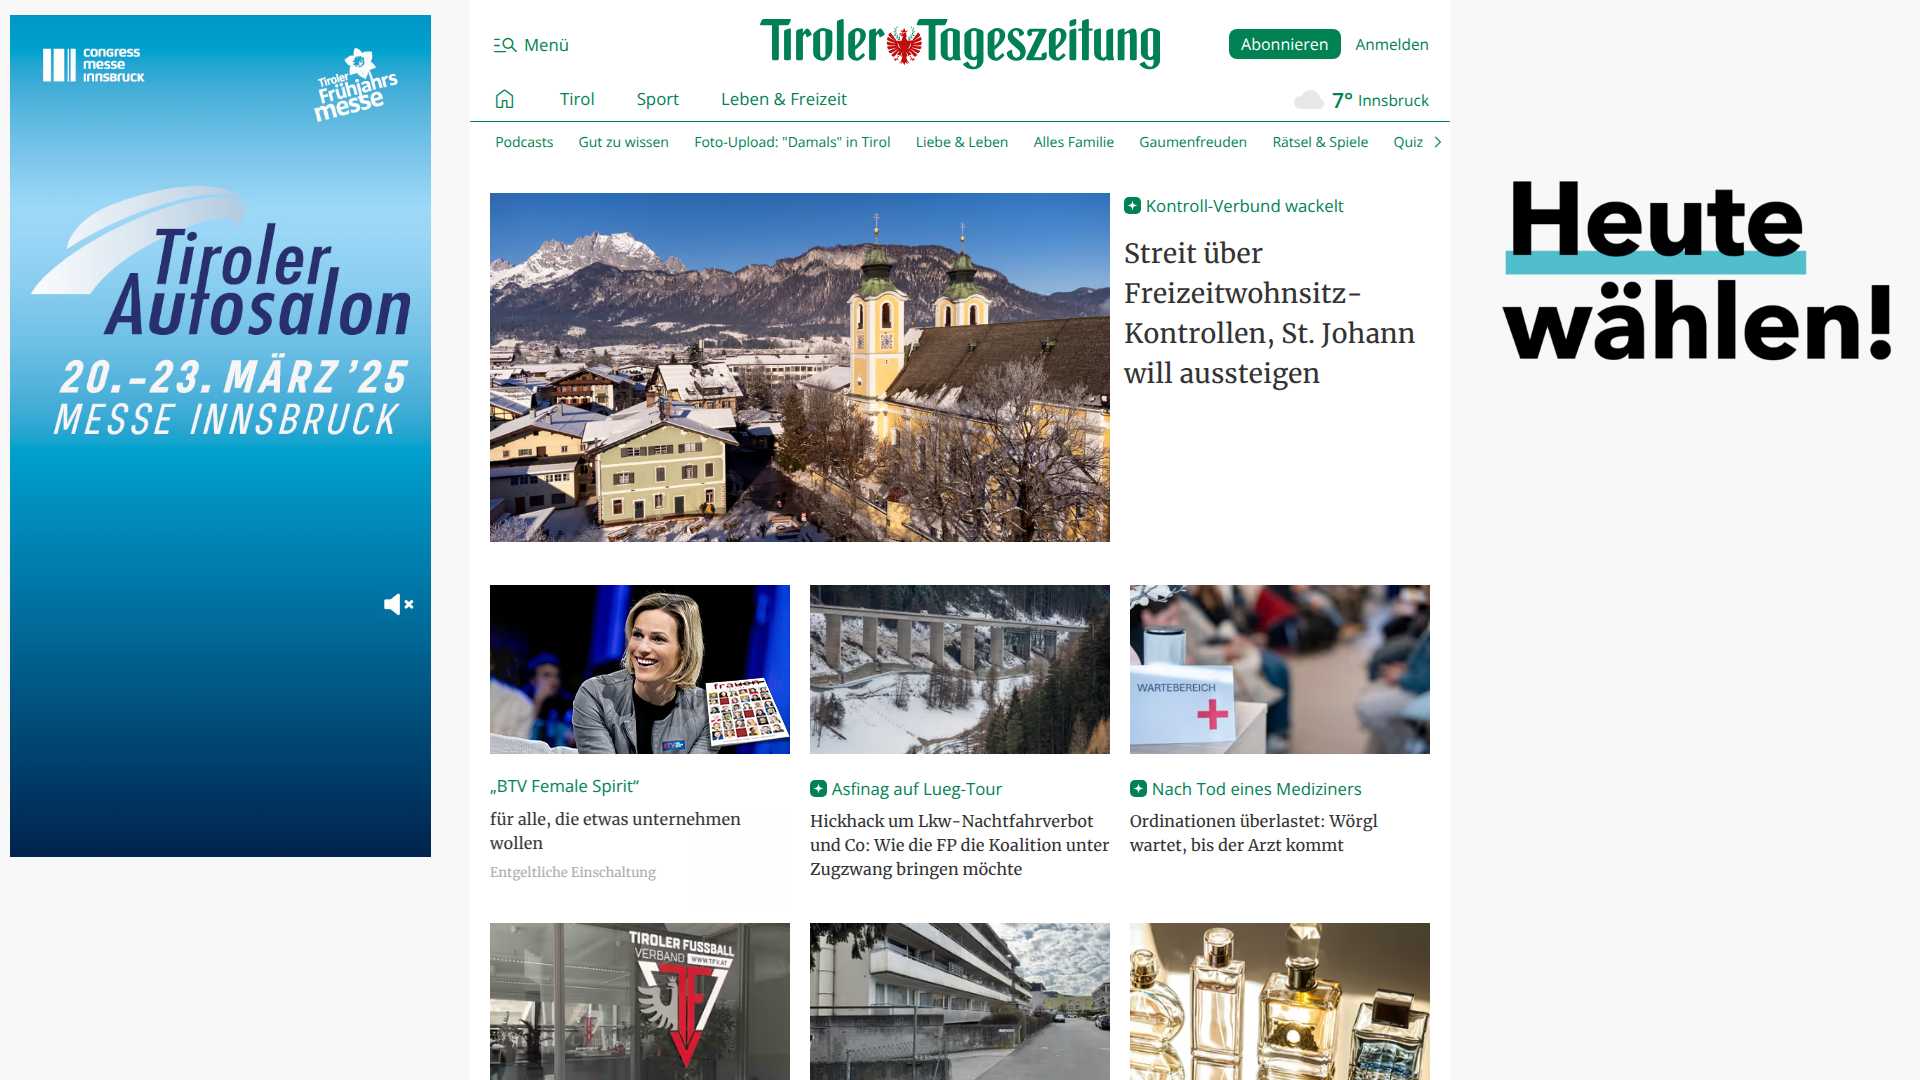 congress
messe
innsbruck
Tiroler
Frühjahrs
messe
Tiroler
Autosalon
20.–23. MÄRZ '25
MESSE INNSBRUCK
Menü
Tiroler Tageszeitung
Abonnieren
Anmelden
Tirol
Sport
Leben & Freizeit
7° Innsbruck
Podcasts
Gut zu wissen
Foto-Upload: "Damals" in Tirol
Liebe & Leben
Alles Familie
Gaumenfreuden
Rätsel & Spiele
Quiz
Kontroll-Verbund wackelt
Streit über
Freizeitwohnsitz-
Kontrollen, St. Johann
will aussteigen
Heute
wählen!
frauen
BTV
WARTEBEREICH
„BTV Female Spirit“
für alle, die etwas unternehmen
wollen
Entgeltliche Einschaltung
Asfinag auf Lueg-Tour
Hickhack um Lkw-Nachtfahrverbot
und Co: Wie die FP die Koalition unter
Zugzwang bringen möchte
Nach Tod eines Mediziners
Ordinationen überlastet: Wörgl
wartet, bis der Arzt kommt
TIROLER FUSSBALL
VERBAND WWW.TFV.AT